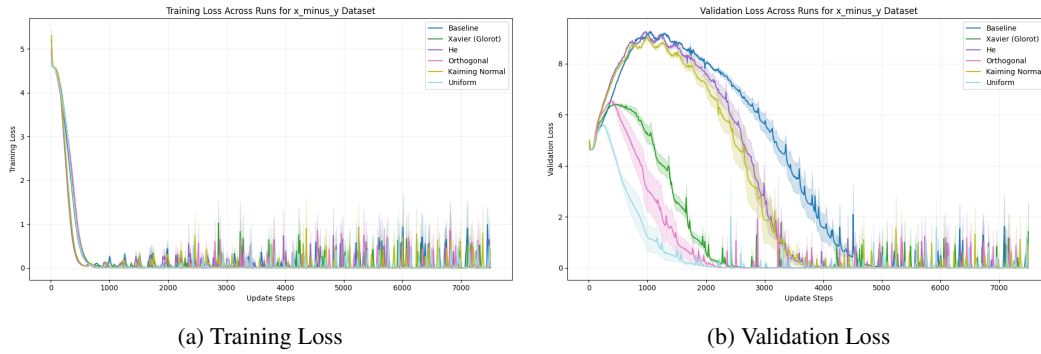 Training Loss Across Runs for x_minus_y Dataset
Baseline
Xavier (Glorot)
He
Orthogonal
Kaiming Normal
Uniform
Training Loss
5
4
3
2
1
0
0 1000 2000 3000 4000 5000 6000 7000
Update Steps
(a) Training Loss
Validation Loss Across Runs for x_minus_y Dataset
Baseline
Xavier (Glorot)
He
Orthogonal
Kaiming Normal
Uniform
Validation Loss
8
6
4
2
0
0 1000 2000 3000 4000 5000 6000 7000
Update Steps
(b) Validation Loss